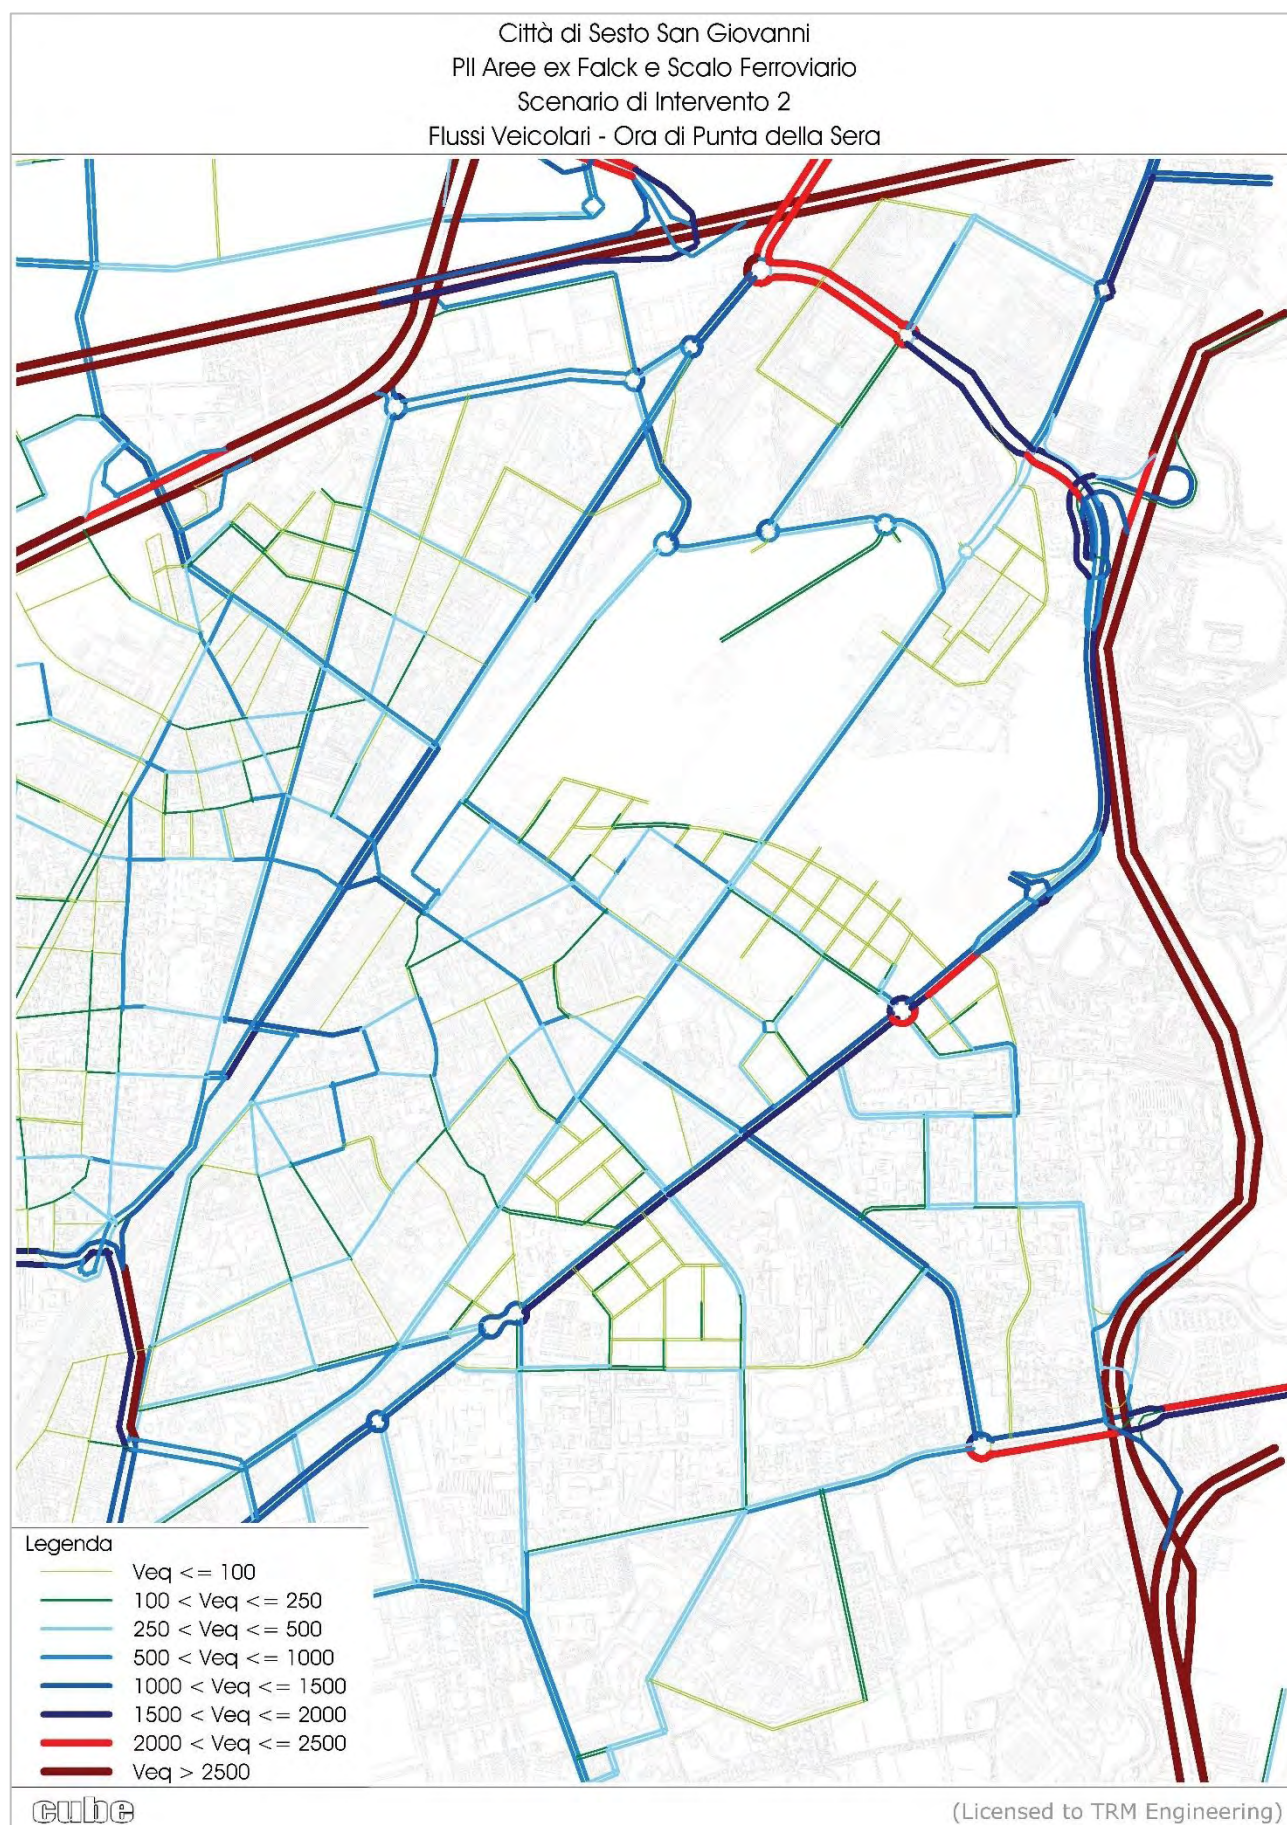 Città di Sesto San Giovanni
PII Aree ex Falck e Scalo Ferroviario
Scenario di Intervento 2
Flussi Veicolari - Ora di Punta della Sera
Legenda
Veq <= 100
100 < Veq <= 250
250 < Veq <= 500
500 < Veq <= 1000
1000 < Veq <= 1500
1500 < Veq <= 2000
2000 < Veq <= 2500
Veq > 2500
cube
(Licensed to TRM Engineering)